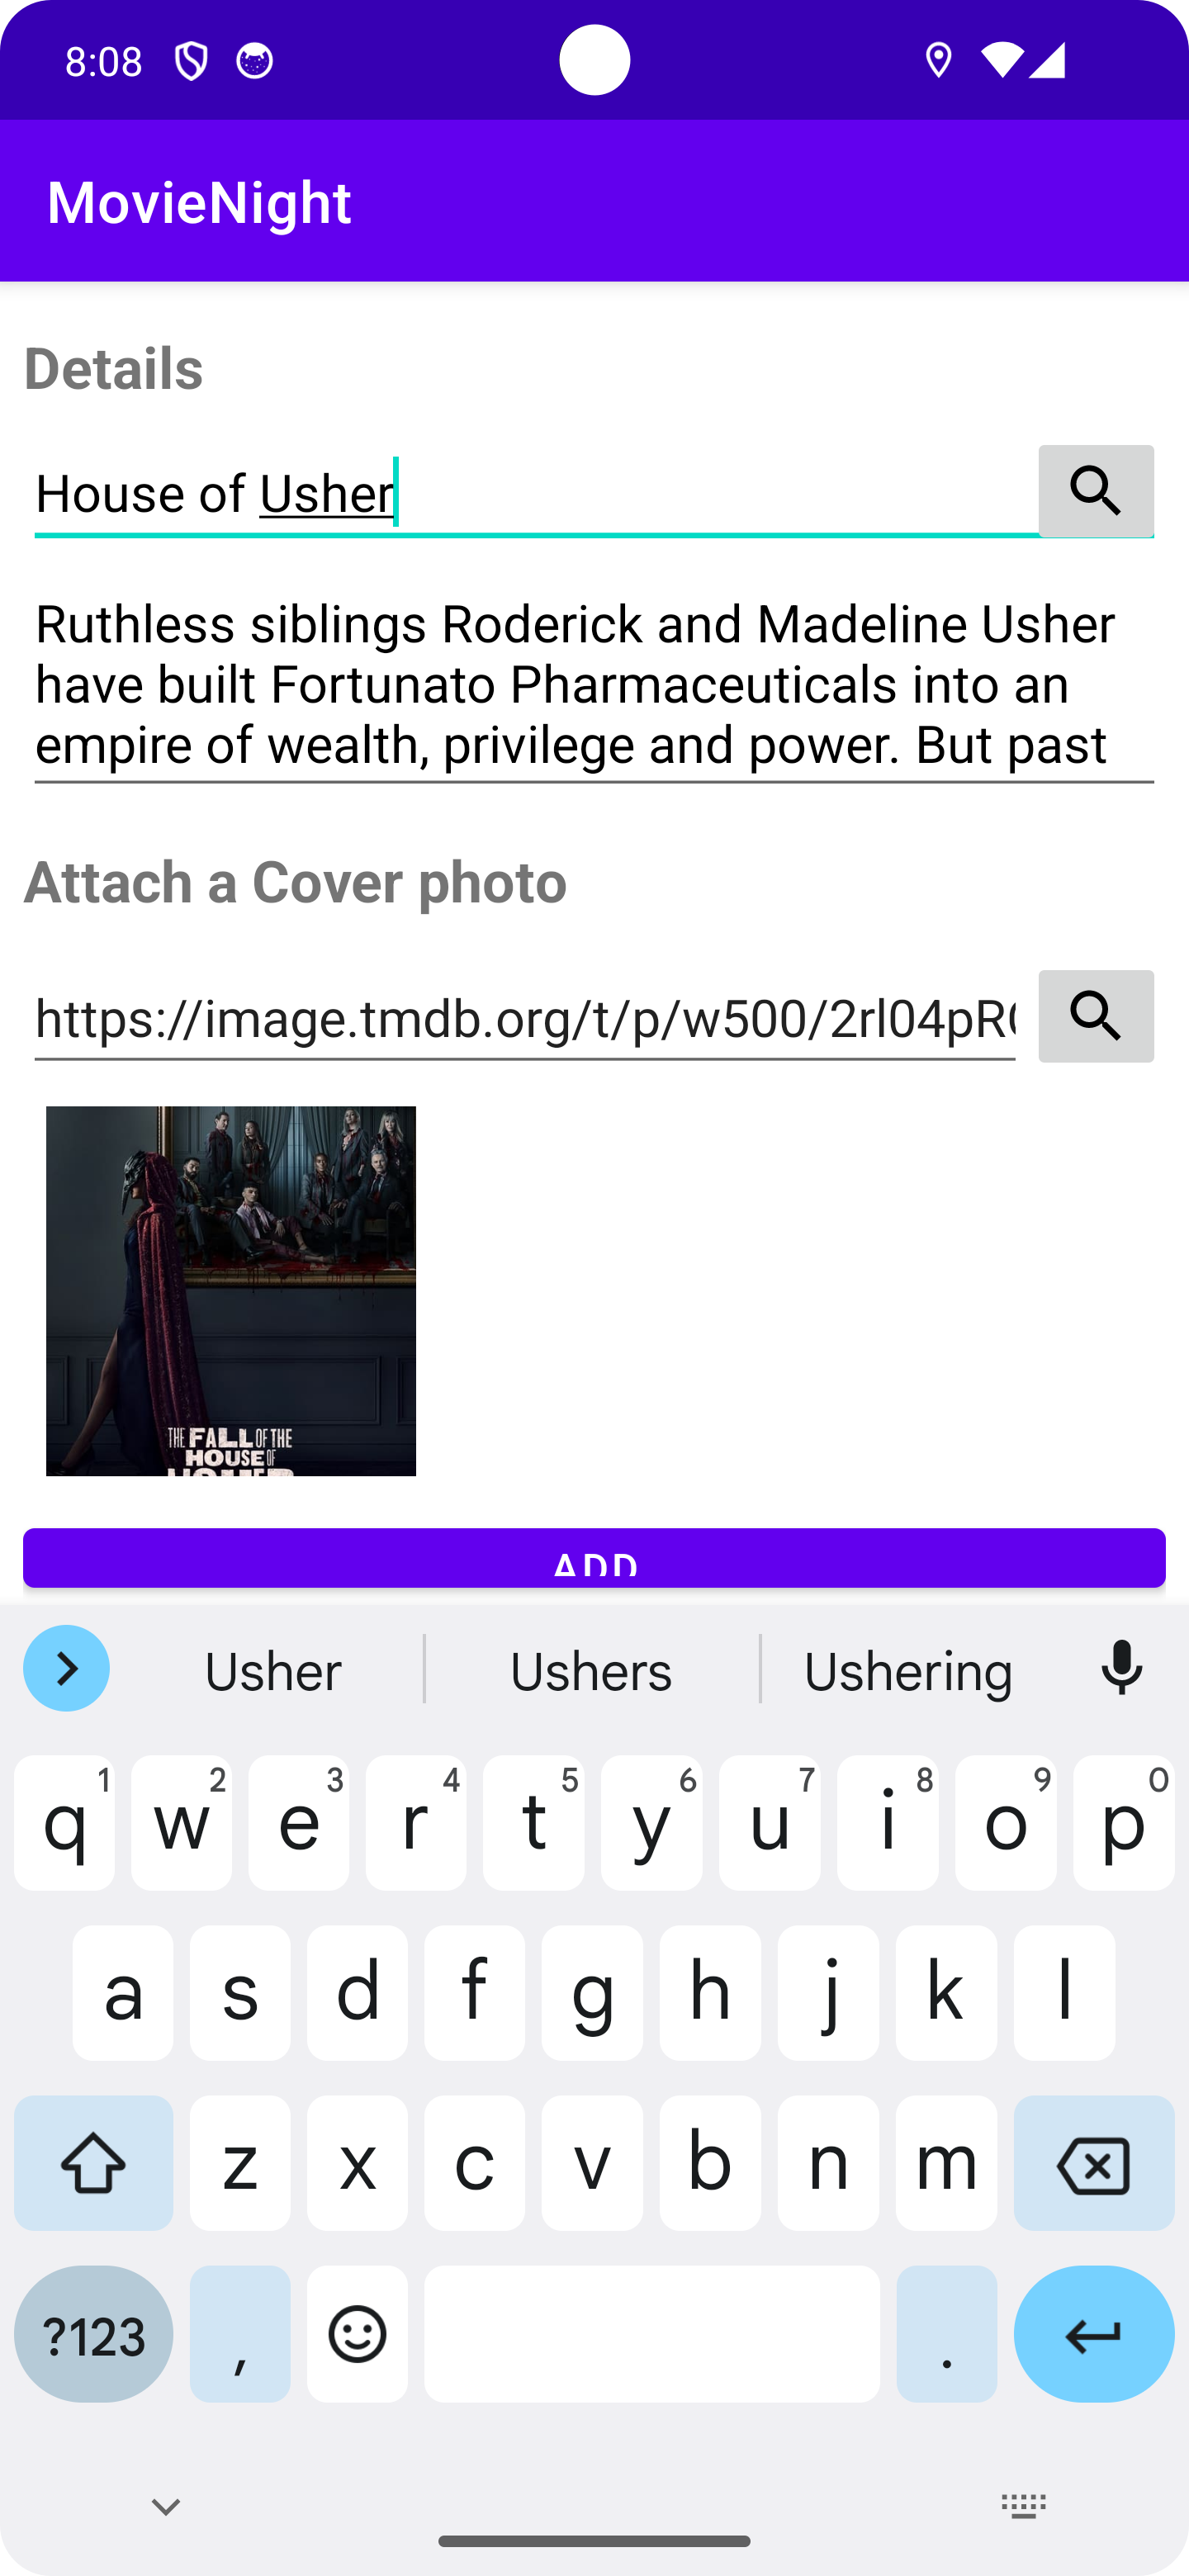 8:08
MovieNight
Details
House of Usher
Ruthless siblings Roderick and Madeline Usher
have built Fortunato Pharmaceuticals into an
empire of wealth, privilege and power. But past
Attach a Cover photo
https://image.tmdb.org/t/p/w500/2rl04pR
THE FALL OF THE
HOUSE OF
ADD
Usher Ushers Ushering
1 2 3 4 5 6 7 8 9 0
q w e r t y u i o p
a s d f g h j k l
z x c v b n m
?123 , .